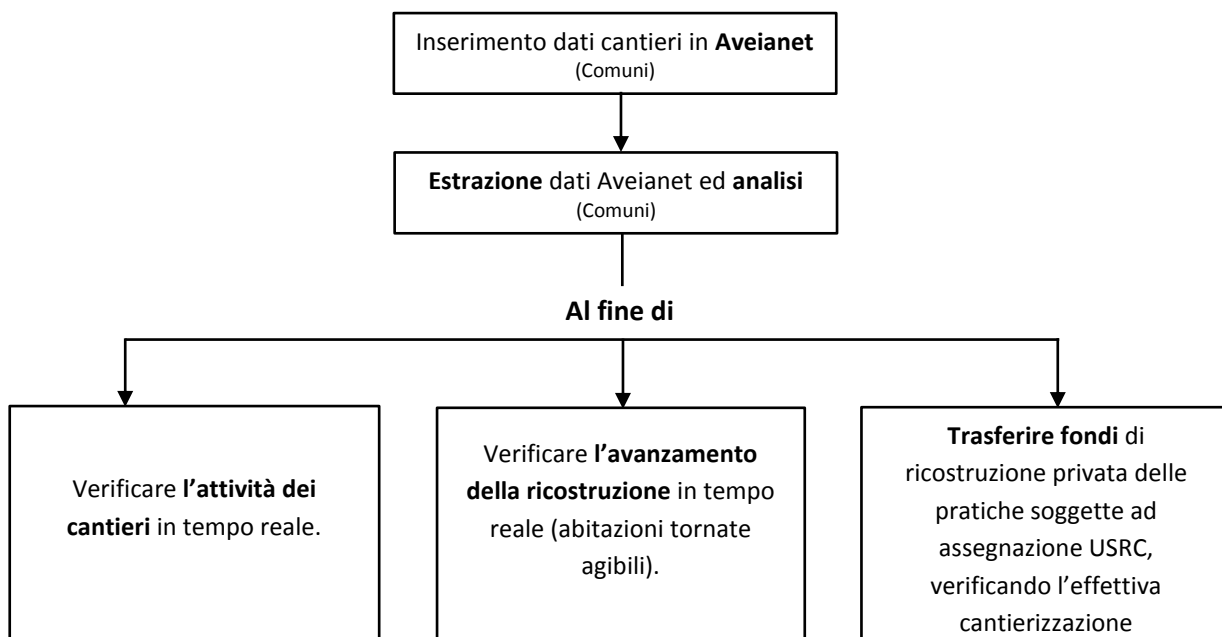 Inserimento dati cantieri in Aveianet
(Comuni)
Estrazione dati Aveianet ed analisi
(Comuni)
Al fine di
Verificare l’attività dei
cantieri in tempo reale.
Verificare l’avanzamento
della ricostruzione in tempo
reale (abitazioni tornate
agibili).
Trasferire fondi di
ricostruzione privata delle
pratiche soggette ad
assegnazione USRC,
verificando l’effettiva
cantierizzazione